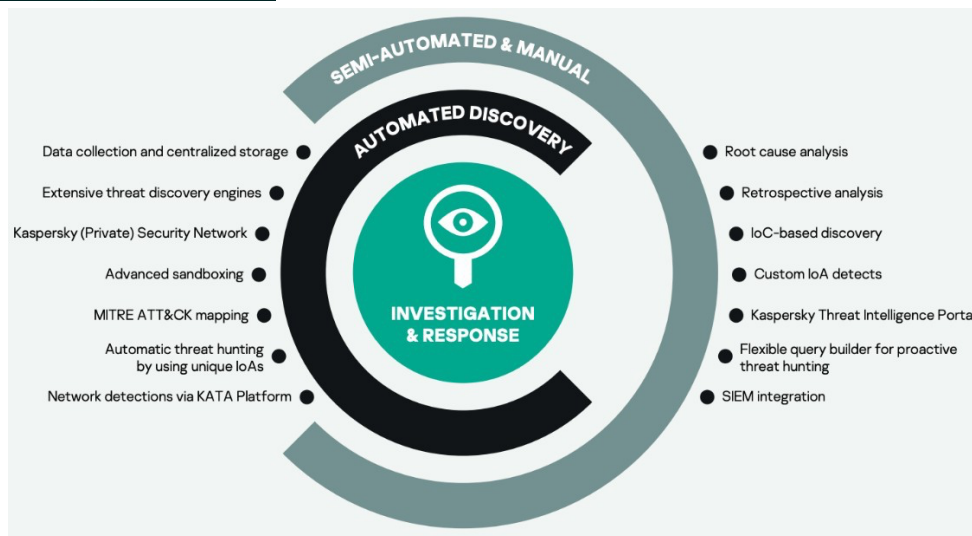 SEMI-AUTOMATED & MANUAL
AUTOMATED DISCOVERY
Data collection and centralized storage
Extensive threat discovery engines
Kaspersky (Private) Security Network
Advanced sandboxing
MITRE ATT&CK mapping
Automatic threat hunting
by using unique IoAs
Network detections via KATA Platform
INVESTIGATION
& RESPONSE
Root cause analysis
Retrospective analysis
IoC-based discovery
Custom IoA detects
Kaspersky Threat Intelligence Porta
Flexible query builder for proactive
threat hunting
SIEM integration